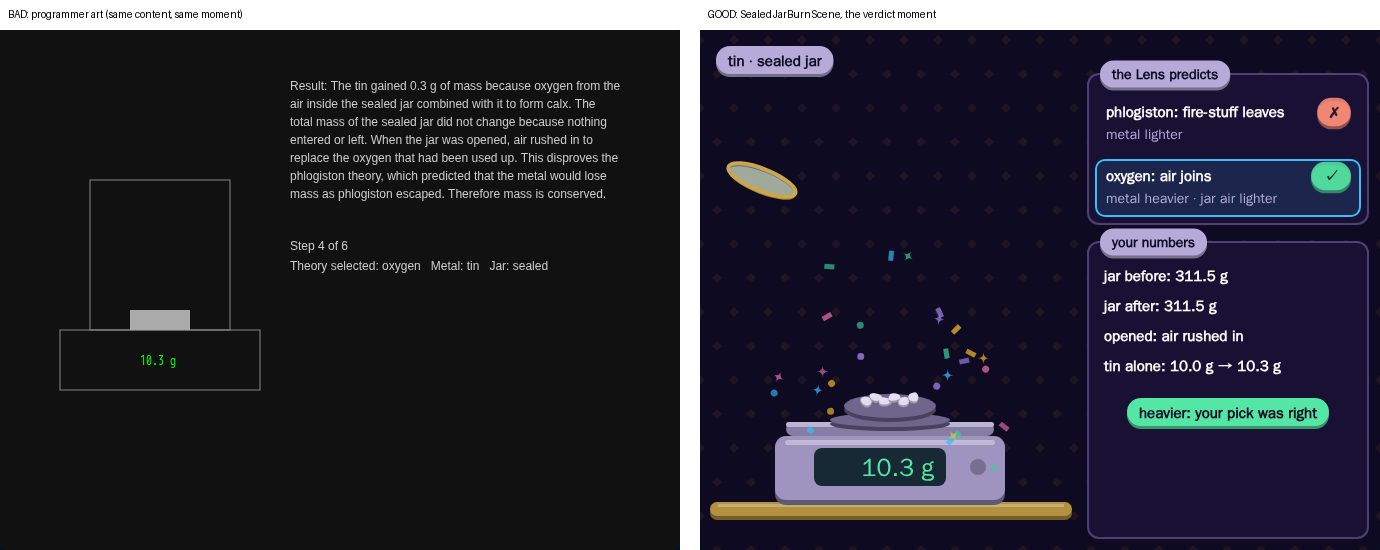 BAD: programmer art (same content, same moment)
Result: The tin gained 0.3 g of mass because oxygen from the
air inside the sealed jar combined with it to form calx. The
total mass of the sealed jar did not change because nothing
entered or left. When the jar was opened, air rushed in to
replace the oxygen that had been used up. This disproves the
phlogiston theory, which predicted that the metal would lose
mass as phlogiston escaped. Therefore mass is conserved.
Step 4 of 6
Theory selected: oxygen Metal: tin Jar: sealed
10.3 g
GOOD: SealedJarBurnScene, the verdict moment
tin · sealed jar
10.3 g
the Lens predicts
phlogiston: fire-stuff leaves ✗
metal lighter
oxygen: air joins ✓
metal heavier · jar air lighter
your numbers
jar before: 311.5 g
jar after: 311.5 g
opened: air rushed in
tin alone: 10.0 g → 10.3 g
heavier: your pick was right